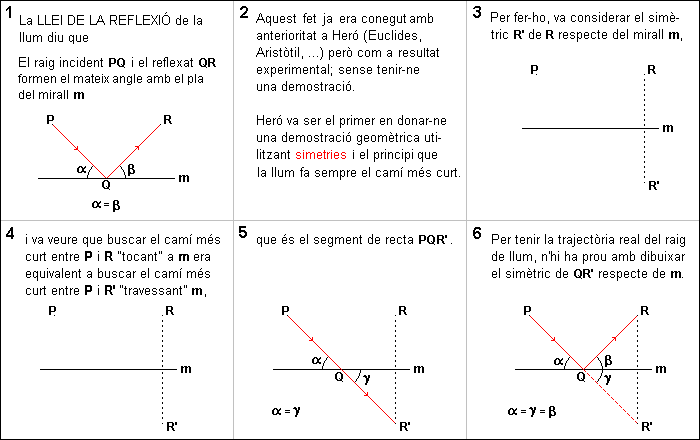 1
La LLEI DE LA REFLEXIÓ de la
llum diu que
El raig incident PQ i el reflexat QR
formen el mateix angle amb el pla
del mirall m
P R
α β
Q m
α = β
2
Aquest fet ja era conegut amb
anterioritat a Heró (Euclides,
Aristòtil, ...) però com a resultat
experimental; sense tenir-ne
una demostració.
Heró va ser el primer en donar-ne
una demostració geomètrica uti-
litzant simetries i el principi que
la llum fa sempre el camí més curt.
3
Per fer-ho, va considerar el simè-
tric R' de R respecte del mirall m,
P R
m
R'
4
i va veure que buscar el camí més
curt entre P i R "tocant" a m era
equivalent a buscar el camí més
curt entre P i R' "travessant" m,
P R
m
R'
5
que és el segment de recta PQR'.
P R
α
Q γ m
α = γ
R'
6
Per tenir la trajectòria real del raig
de llum, n'hi ha prou amb dibuixar
el simètric de QR' respecte de m.
P R
α β
Q γ m
α = γ = β
R'